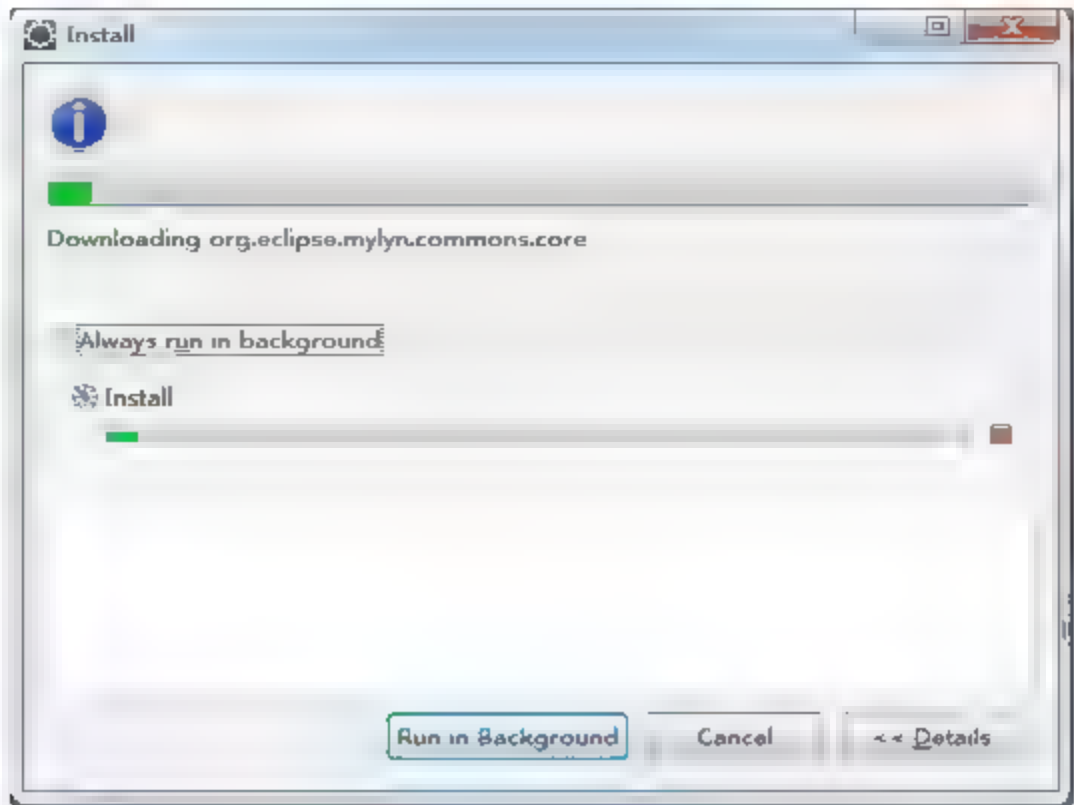 Install
Downloading org.eclipse.mylyn.commons.core
Always run in background
Install
Run in Background
Cancel
<< Details